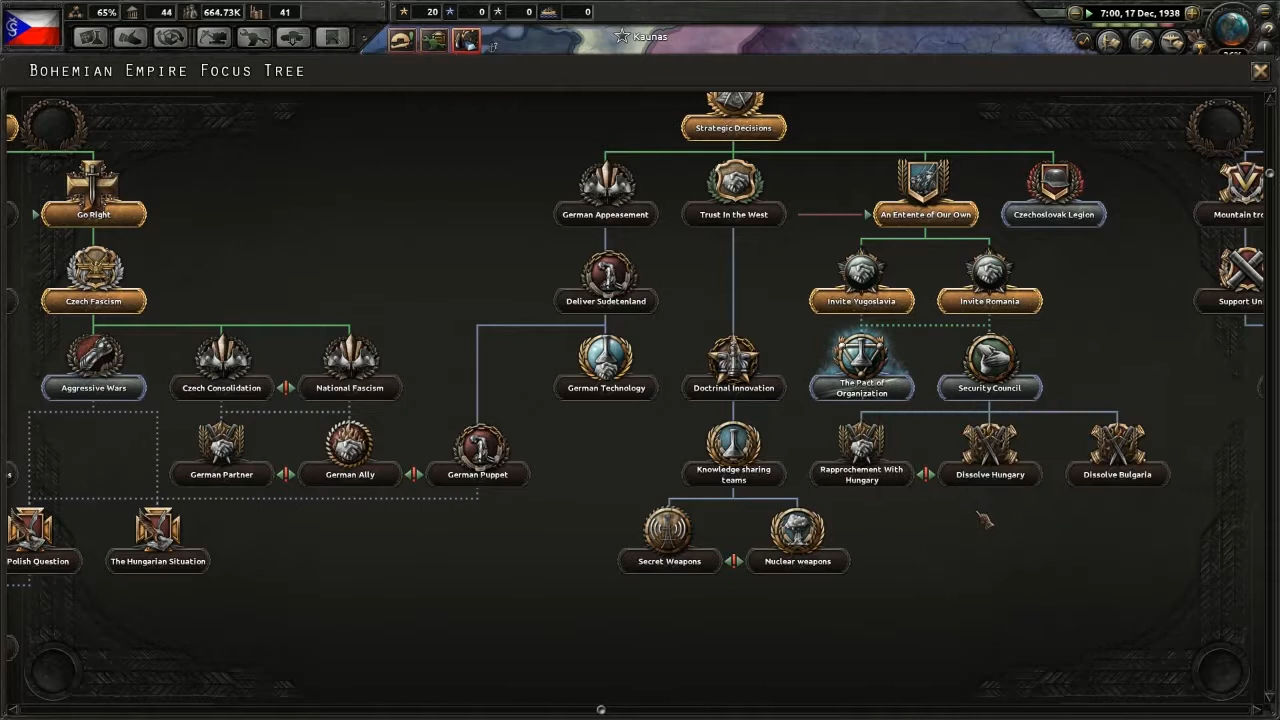 65% 44 664.73K 41 20 0 0 0 7:00, 17 Dec, 1938
Kaunas
Bohemian Empire Focus Tree
Strategic Decisions
Go Right German Appeasement Trust In the West An Entente of Our Own Czechoslovak Legion Mountain tro
Czech Fascism Deliver Sudetenland Invite Yugoslavia Invite Romania Support Un
Aggressive Wars Czech Consolidation National Fascism German Technology Doctrinal Innovation The Pact of
Organization Security Council
German Partner German Ally German Puppet Knowledge sharing
teams Rapprochement With
Hungary Dissolve Hungary Dissolve Bulgaria
Polish Question The Hungarian Situation Secret Weapons Nuclear weapons